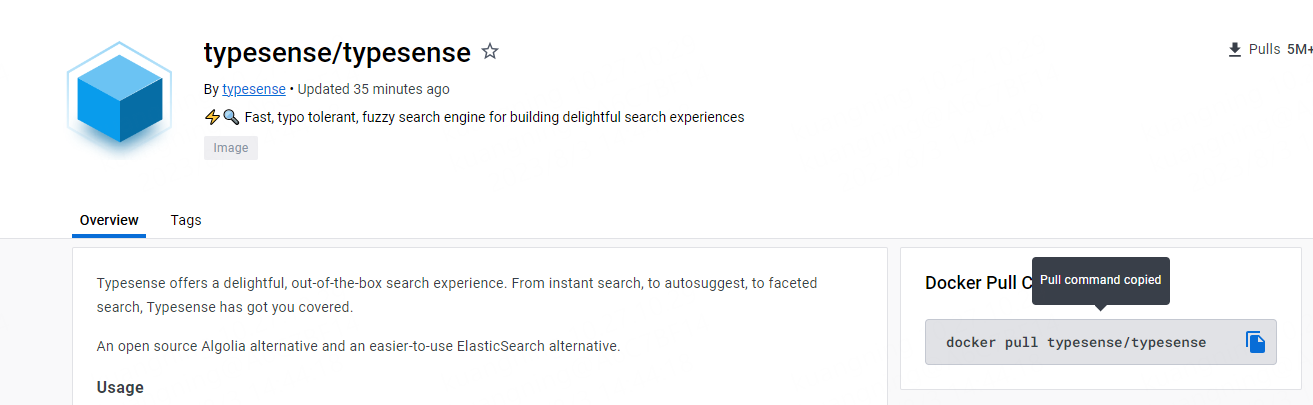 typesense/typesense
Pulls 5M+
By typesense • Updated 35 minutes ago
Fast, typo tolerant, fuzzy search engine for building delightful search experiences
Image
Overview Tags
Typesense offers a delightful, out-of-the-box search experience. From instant search, to autosuggest, to faceted
search, Typesense has got you covered.
An open source Algolia alternative and an easier-to-use ElasticSearch alternative.
Usage
Docker Pull C
Pull command copied
docker pull typesense/typesense